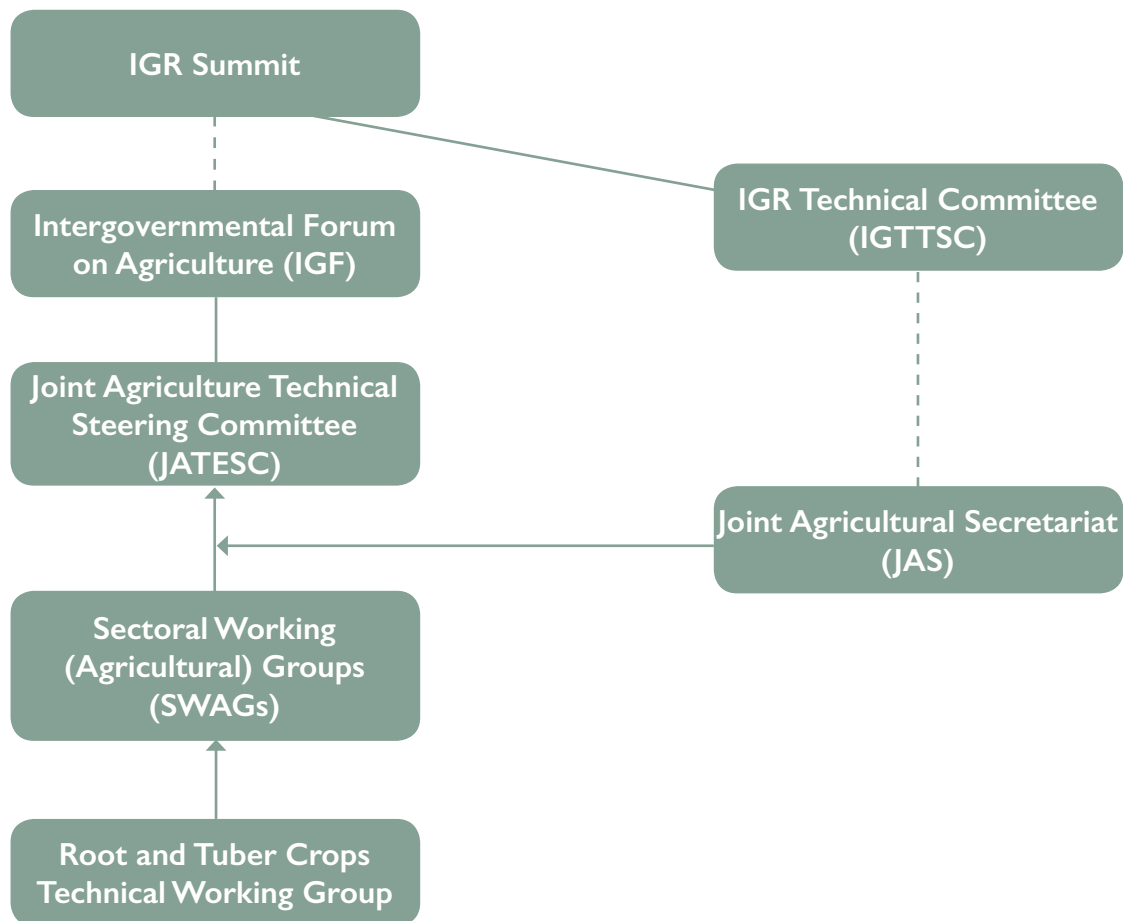 IGR Summit
IGR Technical Committee
(IGTTSC)
Intergovernmental Forum
on Agriculture (IGF)
Joint Agriculture Technical
Steering Committee
(JATESC)
Joint Agricultural Secretariat
(JAS)
Sectoral Working
(Agricultural) Groups
(SWAGs)
Root and Tuber Crops
Technical Working Group